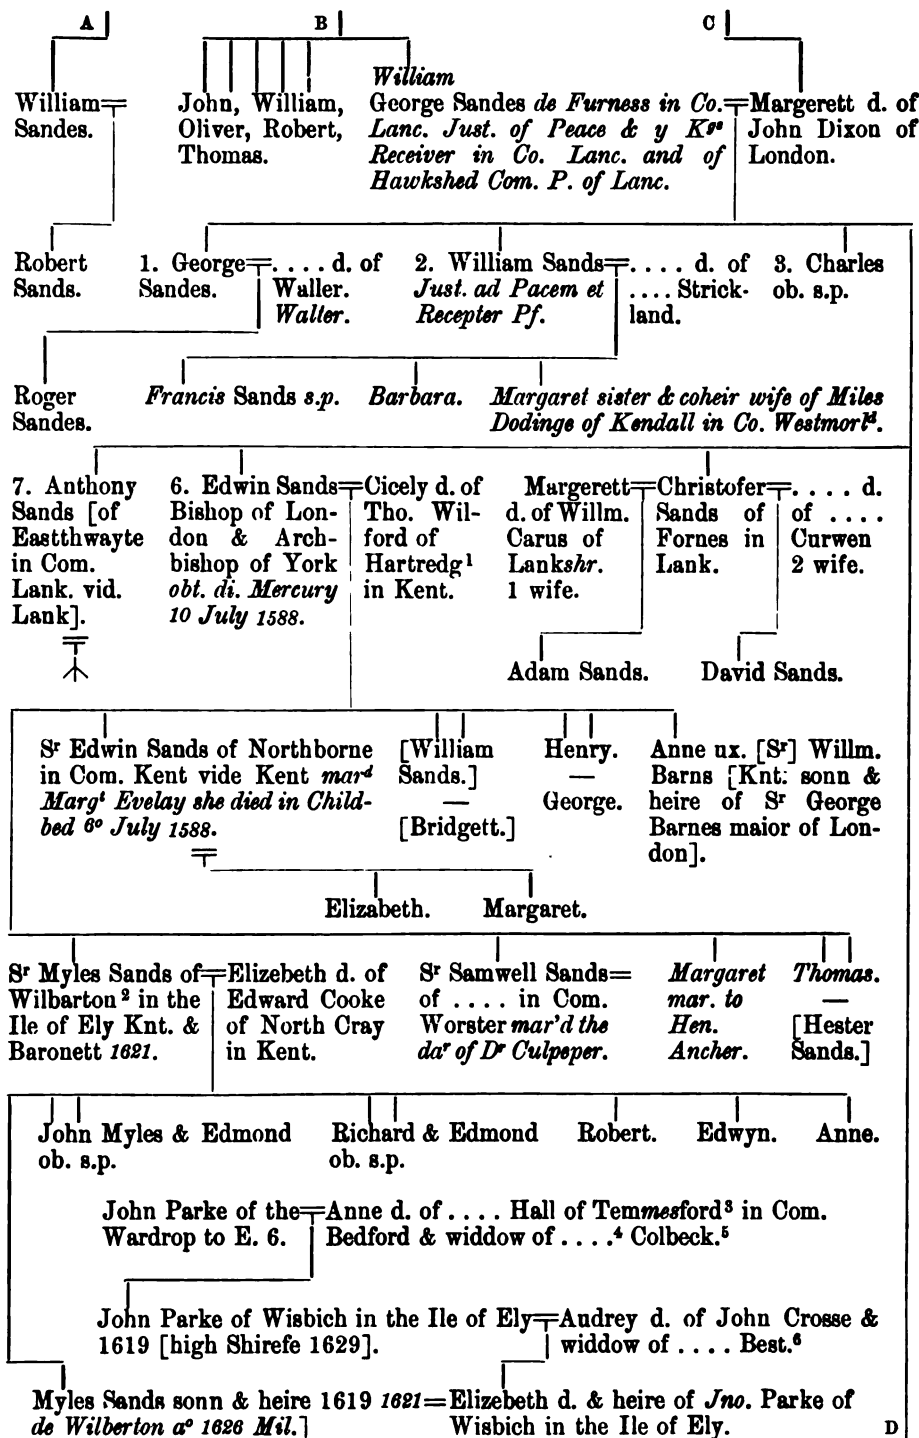 A B C
William
William
Sandes.
John, William,
Oliver, Robert,
Thomas.
George Sandes de Furness in Co.
Lanc. Just. of Peace & y Kgs
Receiver in Co. Lanc. and of
Hawkshed Com. P. of Lanc.
Margerett d. of
John Dixon of
London.
Robert
Sands.
1. George
Sandes.
. . . . d. of
Waller.
Walter.
2. William Sands
Just. ad Pacem et
Recepter Pf.
. . . . d. of
. . . . Strick-
land.
3. Charles
ob. s.p.
Roger
Sandes.
Francis Sands s.p.
Barbara.
Margaret sister & coheir wife of Miles
Dodinge of Kendall in Co. Westmorld.
7. Anthony
Sands [of
Eastthwayte
in Com.
Lank. vid.
Lank].
6. Edwin Sands
Bishop of Lon-
don & Arch-
bishop of York
obt. di. Mercury
10 July 1588.
Cicely d. of
Tho. Wil-
ford of
Hartredg1
in Kent.
Margerett
d. of Willm.
Carus of
Lankshr.
1 wife.
Christofer
Sands of
Fornes in
Lank.
. . . . d.
of . . . .
Curwen
2 wife.
Adam Sands.
David Sands.
Sr Edwin Sands of Northborne
in Com. Kent vide Kent mard
Margt Evelay she died in Child-
bed 6o July 1588.
[William
Sands.]
—
[Bridgett.]
Henry.
—
George.
Anne ux. [Sr] Willm.
Barns [Knt: sonn &
heire of Sr George
Barnes maior of Lon-
don].
Elizabeth.
Margaret.
Sr Myles Sands of
Wilbarton2 in the
Ile of Ely Knt. &
Baronett 1621.
Elizebeth d. of
Edward Cooke
of North Cray
in Kent.
Sr Samwell Sands=
of . . . . in Com.
Worster mar'd the
dar of Dr Culpeper.
Margaret
mar. to
Hen.
Ancher.
Thomas.
—
[Hester
Sands.]
John Myles & Edmond
ob. s.p.
Richard & Edmond
ob. s.p.
Robert.
Edwyn.
Anne.
John Parke of the
Wardrop to E. 6.
Anne d. of . . . . Hall of Temmesford3 in Com.
Bedford & widdow of . . . .4 Colbeck.5
John Parke of Wisbich in the Ile of Ely
1619 [high Shirefe 1629].
Audrey d. of John Crosse &
widdow of . . . . Best.6
Myles Sands sonn & heire 1619 1621=
de Wilberton ao 1626 Mil.]
Elizebeth d. & heire of Jno. Parke of
Wisbich in the Ile of Ely.
D